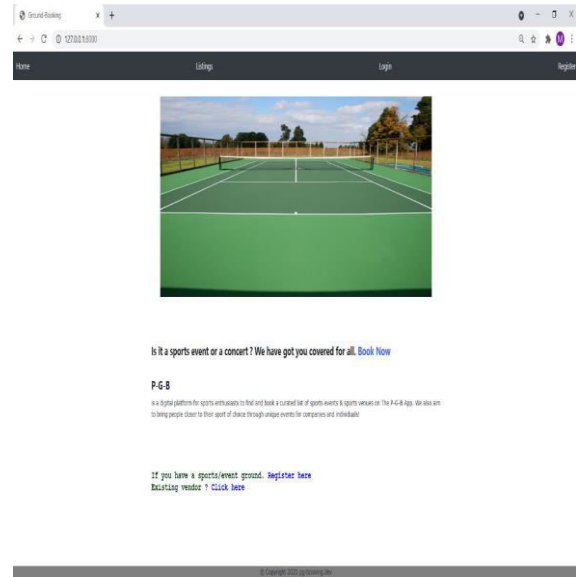 Ground-Booking
127.0.0.1:8000
M
Home Listings Login Register
Is it a sports event or a concert ? We have got you covered for all. Book Now
P-G-B
is a digital platform for sports enthusiasts to find and book a curated list of sports events & sports venues on The P-G-B App. We also aim
to bring people closer to their sport of choice through unique events for companies and individuals!
If you have a sports/event ground. Register here
Existing vendor ? Click here
© Copyright 2021